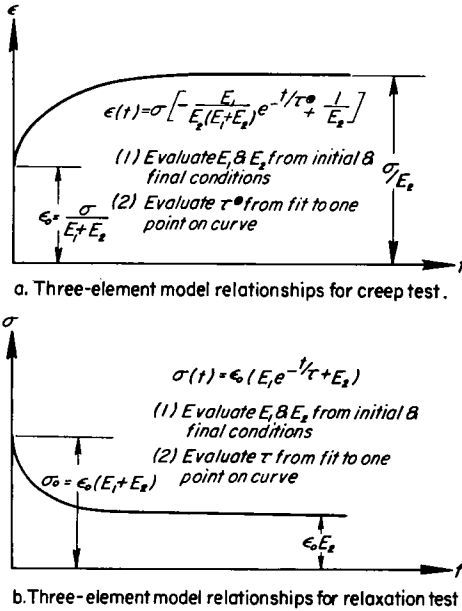 ε
ε(t)=σ[-E₁/E₂(E₁+E₂) e^-t/τ• + 1/E₂]
(1) Evaluate E₁ & E₂ from initial &
final conditions
(2) Evaluate τ• from fit to one
point on curve
ε₀= σ/E₁+E₂
σ/E₂
t
a. Three-element model relationships for creep test.
σ
σ(t)=ε₀(E₁e^-t/τ+E₂)
(1) Evaluate E₁ & E₂ from initial &
final conditions
(2) Evaluate τ from fit to one
point on curve
σ₀=ε₀(E₁+E₂)
ε₀E₂
t
b. Three-element model relationships for relaxation test